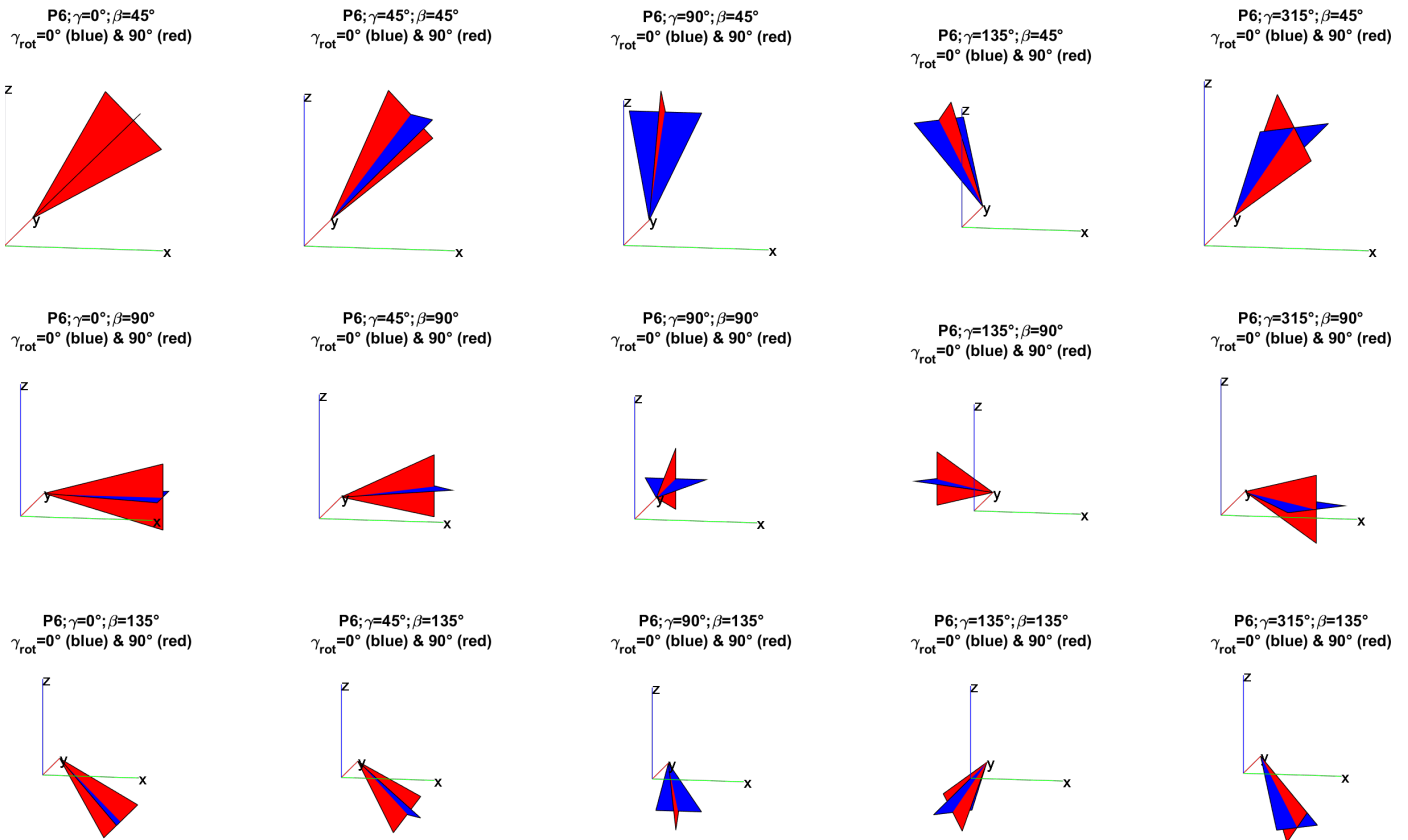 P6;γ=0°;β=45°
γrot=0° (blue) & 90° (red)
P6;γ=45°;β=45°
γrot=0° (blue) & 90° (red)
P6;γ=90°;β=45°
γrot=0° (blue) & 90° (red)
P6;γ=135°;β=45°
γrot=0° (blue) & 90° (red)
P6;γ=315°;β=45°
γrot=0° (blue) & 90° (red)
z
y
x
z
y
x
z
y
x
z
y
x
z
y
x
P6;γ=0°;β=90°
γrot=0° (blue) & 90° (red)
P6;γ=45°;β=90°
γrot=0° (blue) & 90° (red)
P6;γ=90°;β=90°
γrot=0° (blue) & 90° (red)
P6;γ=135°;β=90°
γrot=0° (blue) & 90° (red)
P6;γ=315°;β=90°
γrot=0° (blue) & 90° (red)
z
y
x
z
y
x
z
y
x
z
y
x
z
y
x
P6;γ=0°;β=135°
γrot=0° (blue) & 90° (red)
P6;γ=45°;β=135°
γrot=0° (blue) & 90° (red)
P6;γ=90°;β=135°
γrot=0° (blue) & 90° (red)
P6;γ=135°;β=135°
γrot=0° (blue) & 90° (red)
P6;γ=315°;β=135°
γrot=0° (blue) & 90° (red)
z
y
x
z
y
x
z
y
x
z
y
x
z
y
x